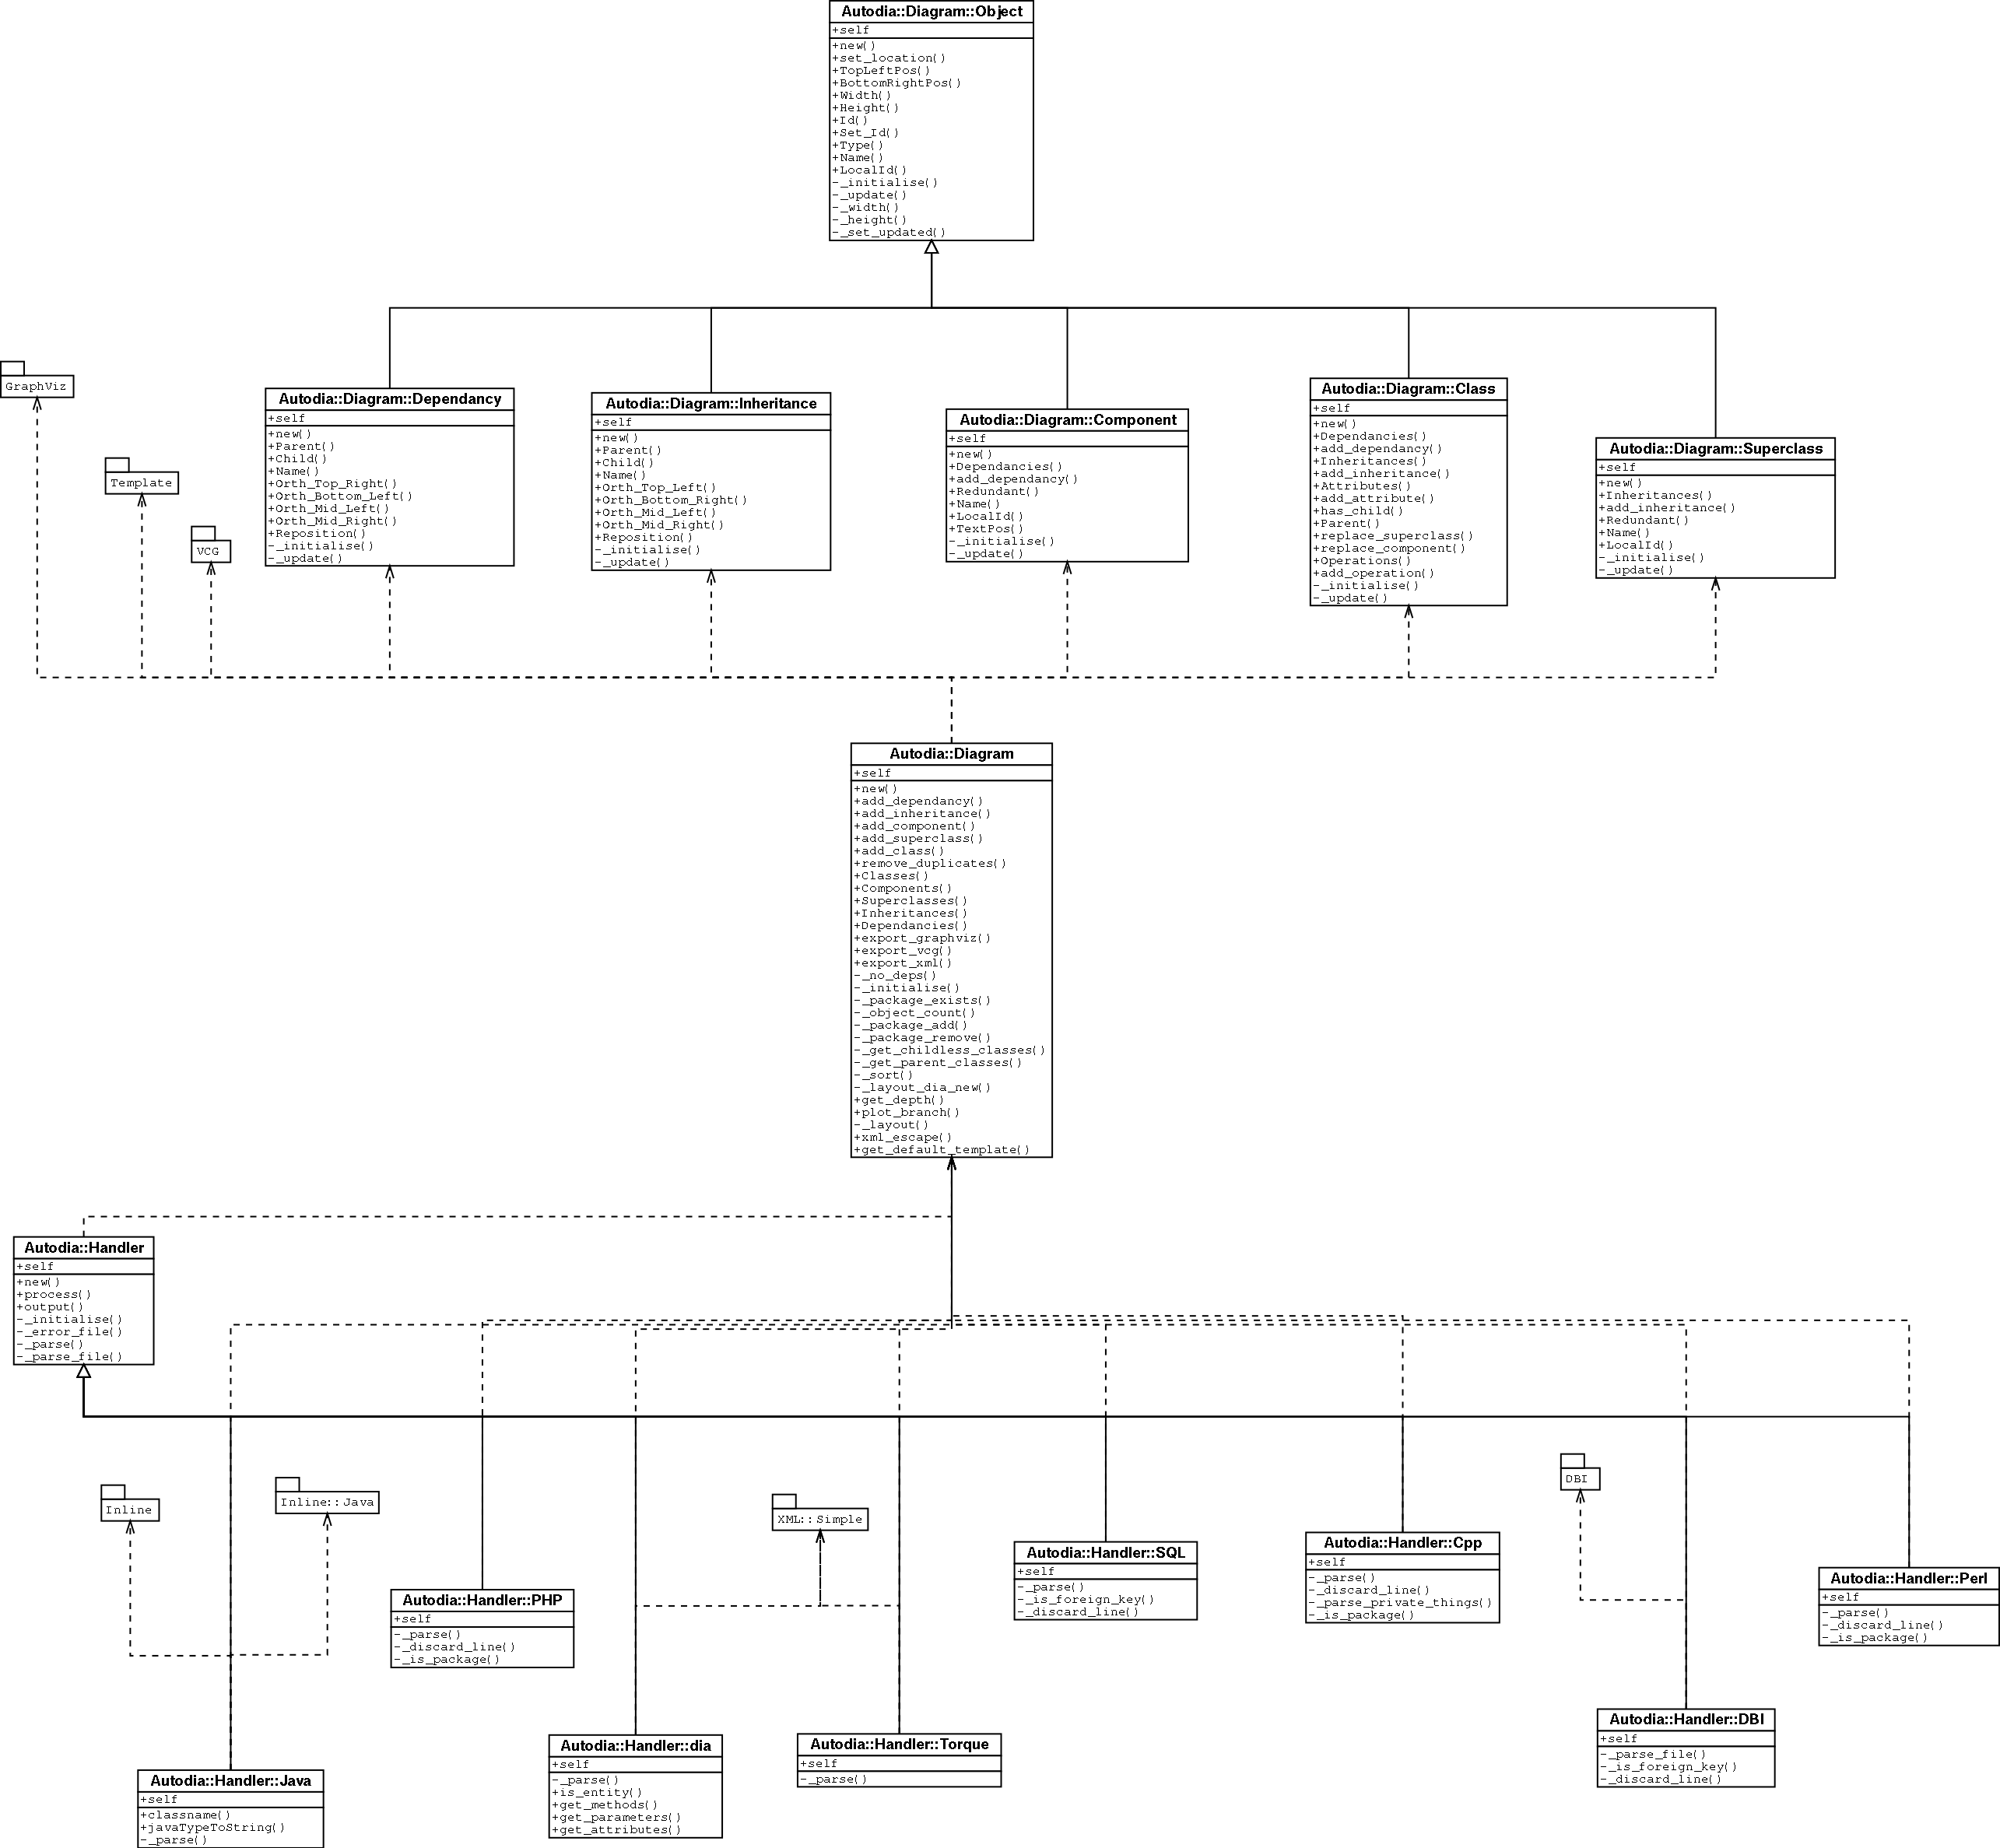 Autodia::Diagram::Object
+self
+new()
+set_location()
+TopLeftPos()
+BottomRightPos()
+Width()
+Height()
+Id()
+Set_Id()
+Type()
+Name()
+LocalId()
-_initialise()
-_update()
-_width()
-_height()
-_set_updated()
GraphViz
Template
VCG
Autodia::Diagram::Dependancy
+self
+new()
+Parent()
+Child()
+Name()
+Orth_Top_Right()
+Orth_Bottom_Left()
+Orth_Mid_Left()
+Orth_Mid_Right()
+Reposition()
-_initialise()
-_update()
Autodia::Diagram::Inheritance
+self
+new()
+Parent()
+Child()
+Name()
+Orth_Top_Left()
+Orth_Bottom_Right()
+Orth_Mid_Left()
+Orth_Mid_Right()
+Reposition()
-_initialise()
-_update()
Autodia::Diagram::Component
+self
+new()
+Dependancies()
+add_dependancy()
+Redundant()
+Name()
+LocalId()
+TextPos()
-_initialise()
-_update()
Autodia::Diagram::Class
+self
+new()
+Dependancies()
+add_dependancy()
+Inheritances()
+add_inheritance()
+Attributes()
+add_attribute()
+has_child()
+Parent()
+replace_superclass()
+replace_component()
+Operations()
+add_operation()
-_initialise()
-_update()
Autodia::Diagram::Superclass
+self
+new()
+Inheritances()
+add_inheritance()
+Redundant()
+Name()
+LocalId()
-_initialise()
-_update()
Autodia::Diagram
+self
+new()
+add_dependancy()
+add_inheritance()
+add_component()
+add_superclass()
+add_class()
+remove_duplicates()
+Classes()
+Components()
+Superclasses()
+Inheritances()
+Dependancies()
+export_graphviz()
+export_vcg()
+export_xml()
-_no_deps()
-_initialise()
-_package_exists()
-_object_count()
-_package_add()
-_package_remove()
-_get_childless_classes()
-_get_parent_classes()
-_sort()
-_layout_dia_new()
+get_depth()
+plot_branch()
-_layout()
+xml_escape()
+get_default_template()
Autodia::Handler
+self
+new()
+process()
+output()
-_initialise()
-_error_file()
-_parse()
-_parse_file()
Inline
Inline::Java
XML::Simple
DBI
Autodia::Handler::Java
+self
+classname()
+javaTypeToString()
-_parse()
Autodia::Handler::PHP
+self
-_parse()
-_discard_line()
-_is_package()
Autodia::Handler::dia
+self
-_parse()
+is_entity()
+get_methods()
+get_parameters()
+get_attributes()
Autodia::Handler::Torque
+self
-_parse()
Autodia::Handler::SQL
+self
-_parse()
-_is_foreign_key()
-_discard_line()
Autodia::Handler::Cpp
+self
-_parse()
-_discard_line()
-_parse_private_things()
-_is_package()
Autodia::Handler::DBI
+self
-_parse_file()
-_is_foreign_key()
-_discard_line()
Autodia::Handler::Perl
+self
-_parse()
-_discard_line()
-_is_package()